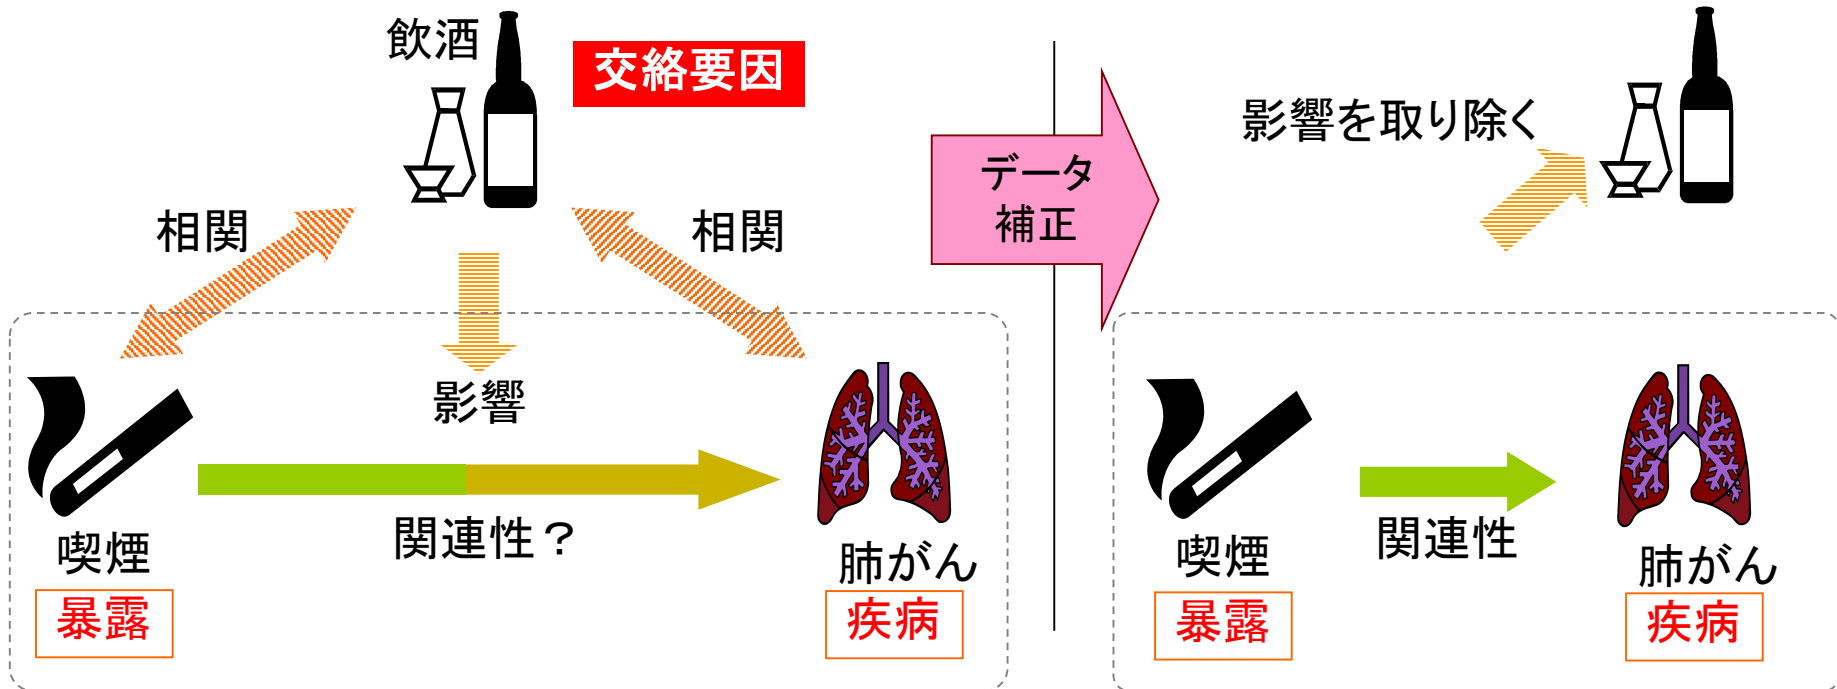 飲酒
交絡要因
相関
相関
影響
関連性？
喫煙
暴露
肺がん
疾病
データ
補正
影響を取り除く
関連性
喫煙
暴露
肺がん
疾病